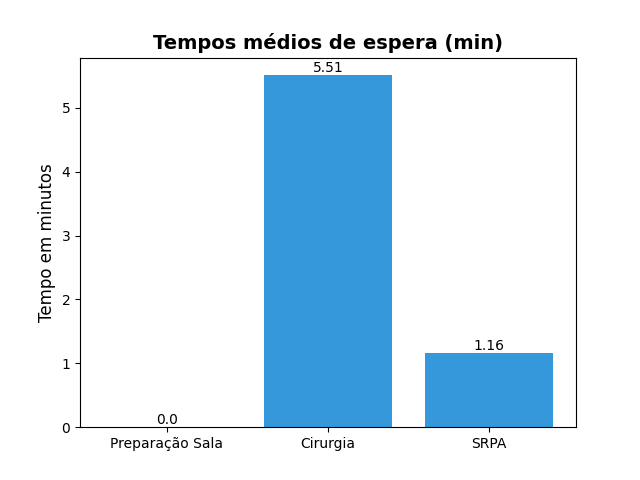 Tempos médios de espera (min)
5.51
5
4
Tempo em minutos
3
2
1.16
1
0.0
0
Preparação Sala
Cirurgia
SRPA